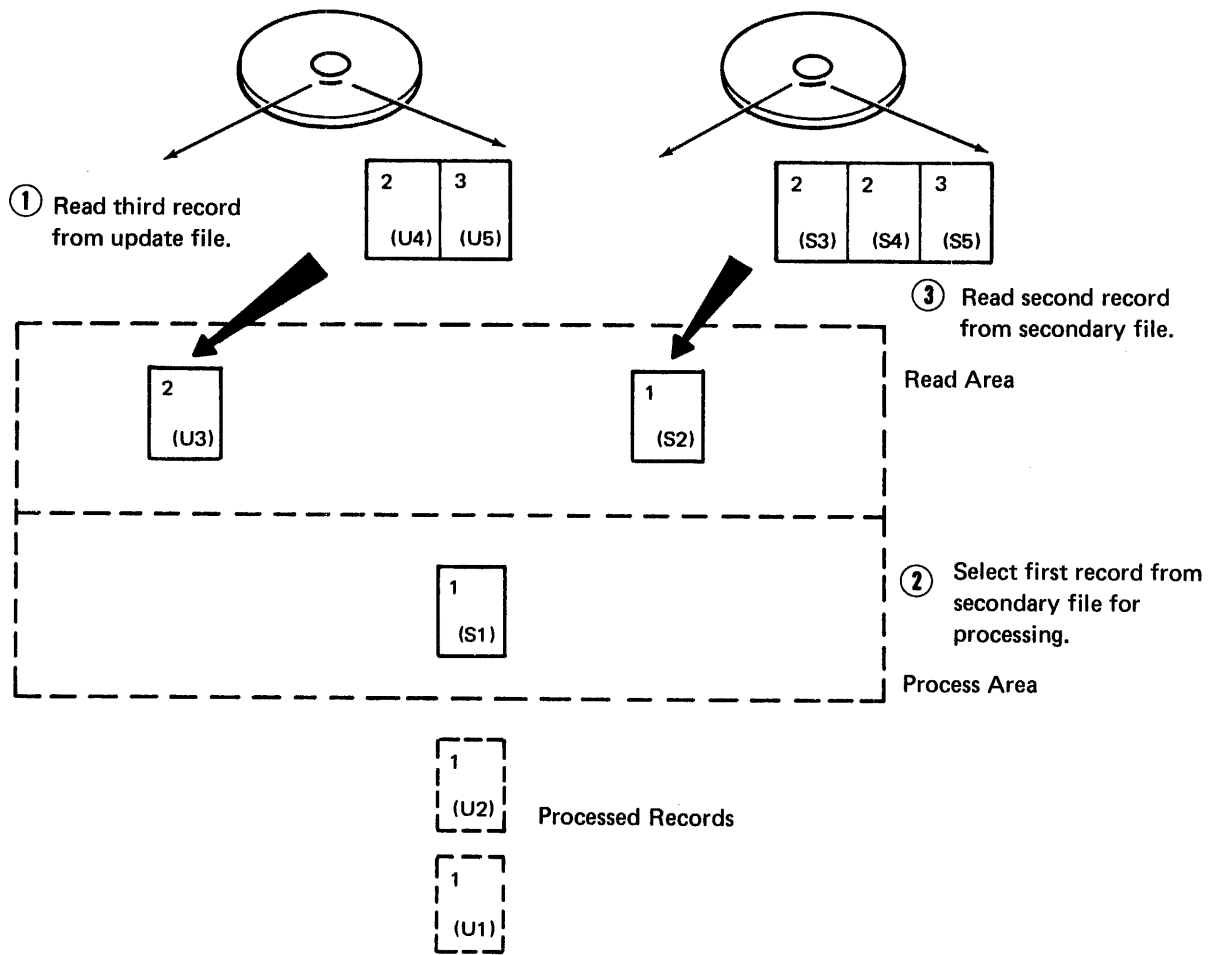 ① Read third record
from update file.
2 3
(U4) (U5)
2 2 3
(S3) (S4) (S5)
③ Read second record
from secondary file.
2
(U3)
1
(S2)
Read Area
1
(S1)
② Select first record from
secondary file for
processing.
Process Area
1
(U2)
Processed Records
1
(U1)